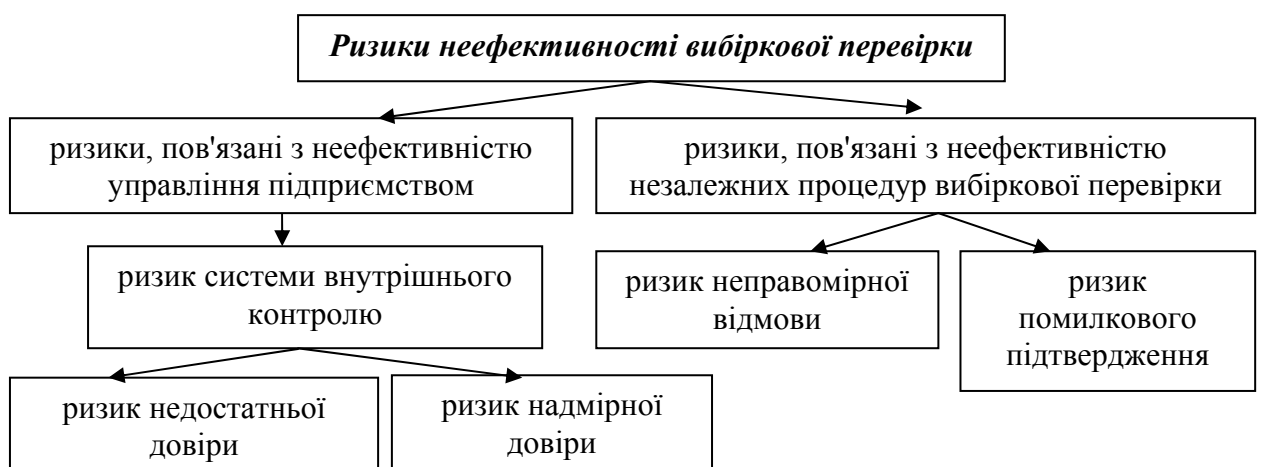 Ризики неефективності вибіркової перевірки
ризики, пов'язані з неефективністю
управління підприємством
ризики, пов'язані з неефективністю
незалежних процедур вибіркової перевірки
ризик системи внутрішнього
контролю
ризик неправомірної
відмови
ризик
помилкового
підтвердження
ризик недостатньої
довіри
ризик надмірної
довіри